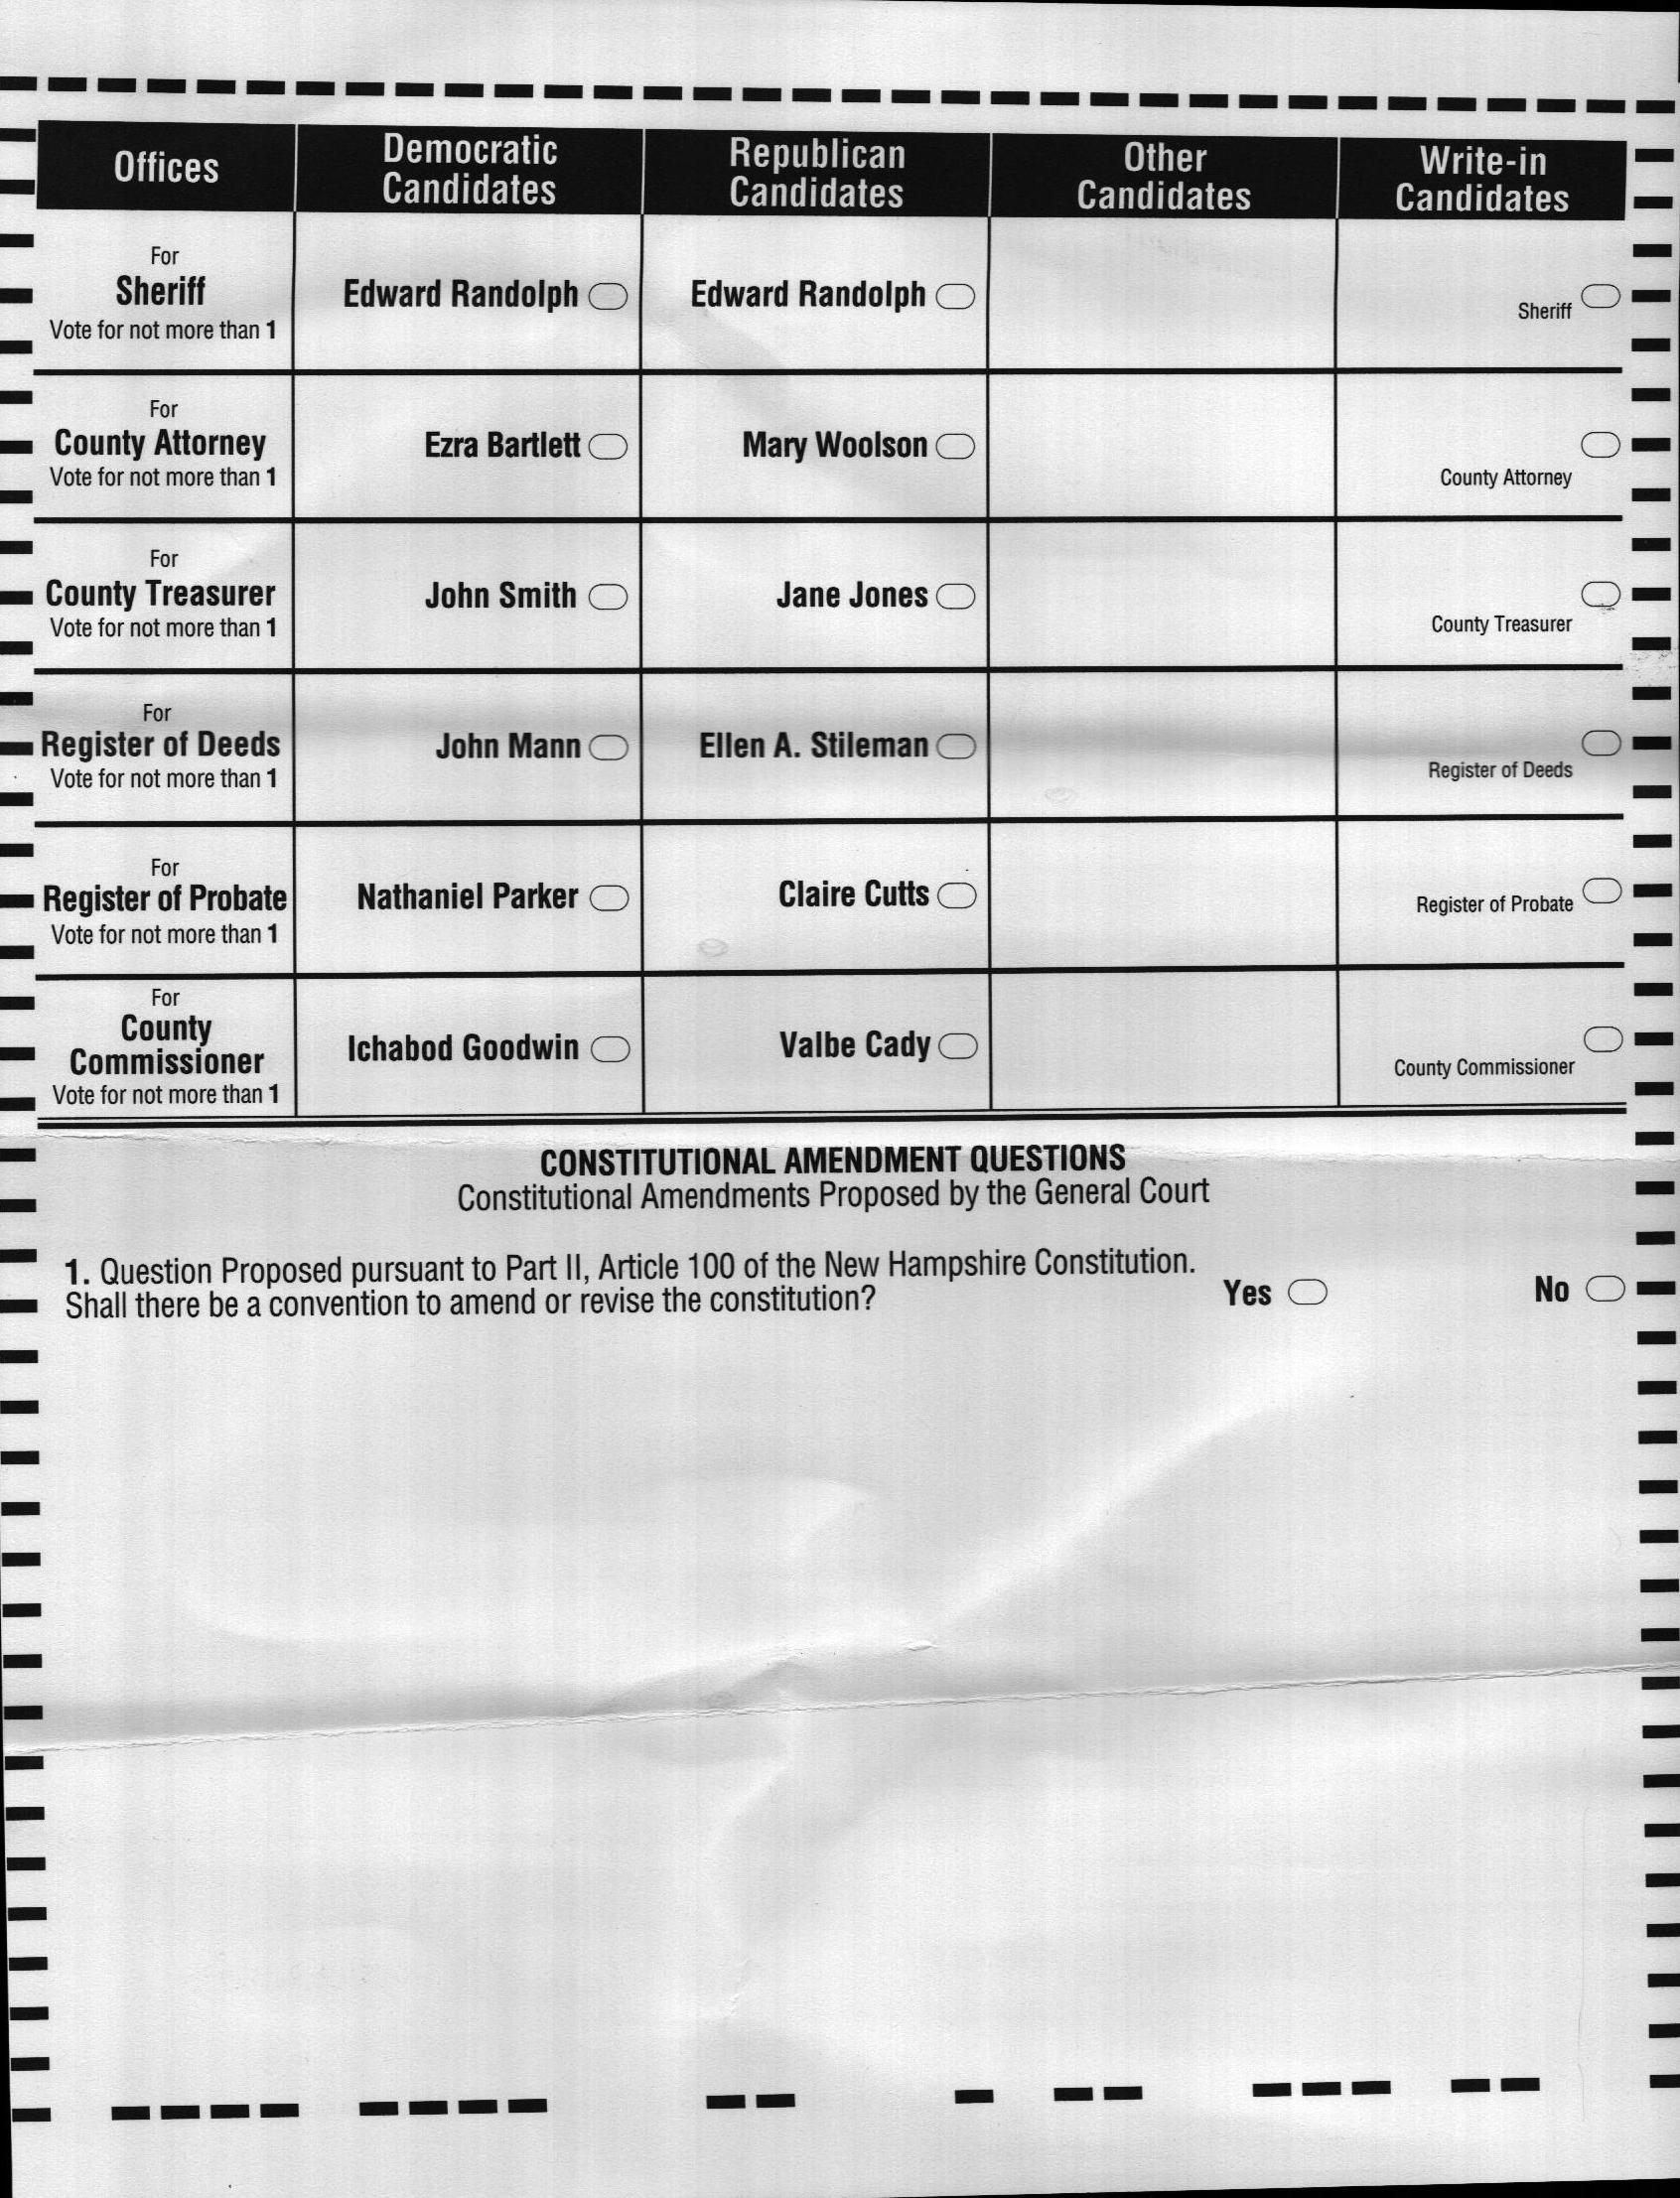 Offices
Democratic
Candidates
Republican
Candidates
Other
Candidates
Write-in
Candidates
For
Sheriff
Vote for not more than 1
Edward Randolph
Edward Randolph
Sheriff
For
County Attorney
Vote for not more than 1
Ezra Bartlett
Mary Woolson
County Attorney
For
County Treasurer
Vote for not more than 1
John Smith
Jane Jones
County Treasurer
For
Register of Deeds
Vote for not more than 1
John Mann
Ellen A. Stileman
Register of Deeds
For
Register of Probate
Vote for not more than 1
Nathaniel Parker
Claire Cutts
Register of Probate
For
County
Commissioner
Vote for not more than 1
Ichabod Goodwin
Valbe Cady
County Commissioner
CONSTITUTIONAL AMENDMENT QUESTIONS
Constitutional Amendments Proposed by the General Court
1. Question Proposed pursuant to Part II, Article 100 of the New Hampshire Constitution.
Shall there be a convention to amend or revise the constitution?
Yes
No